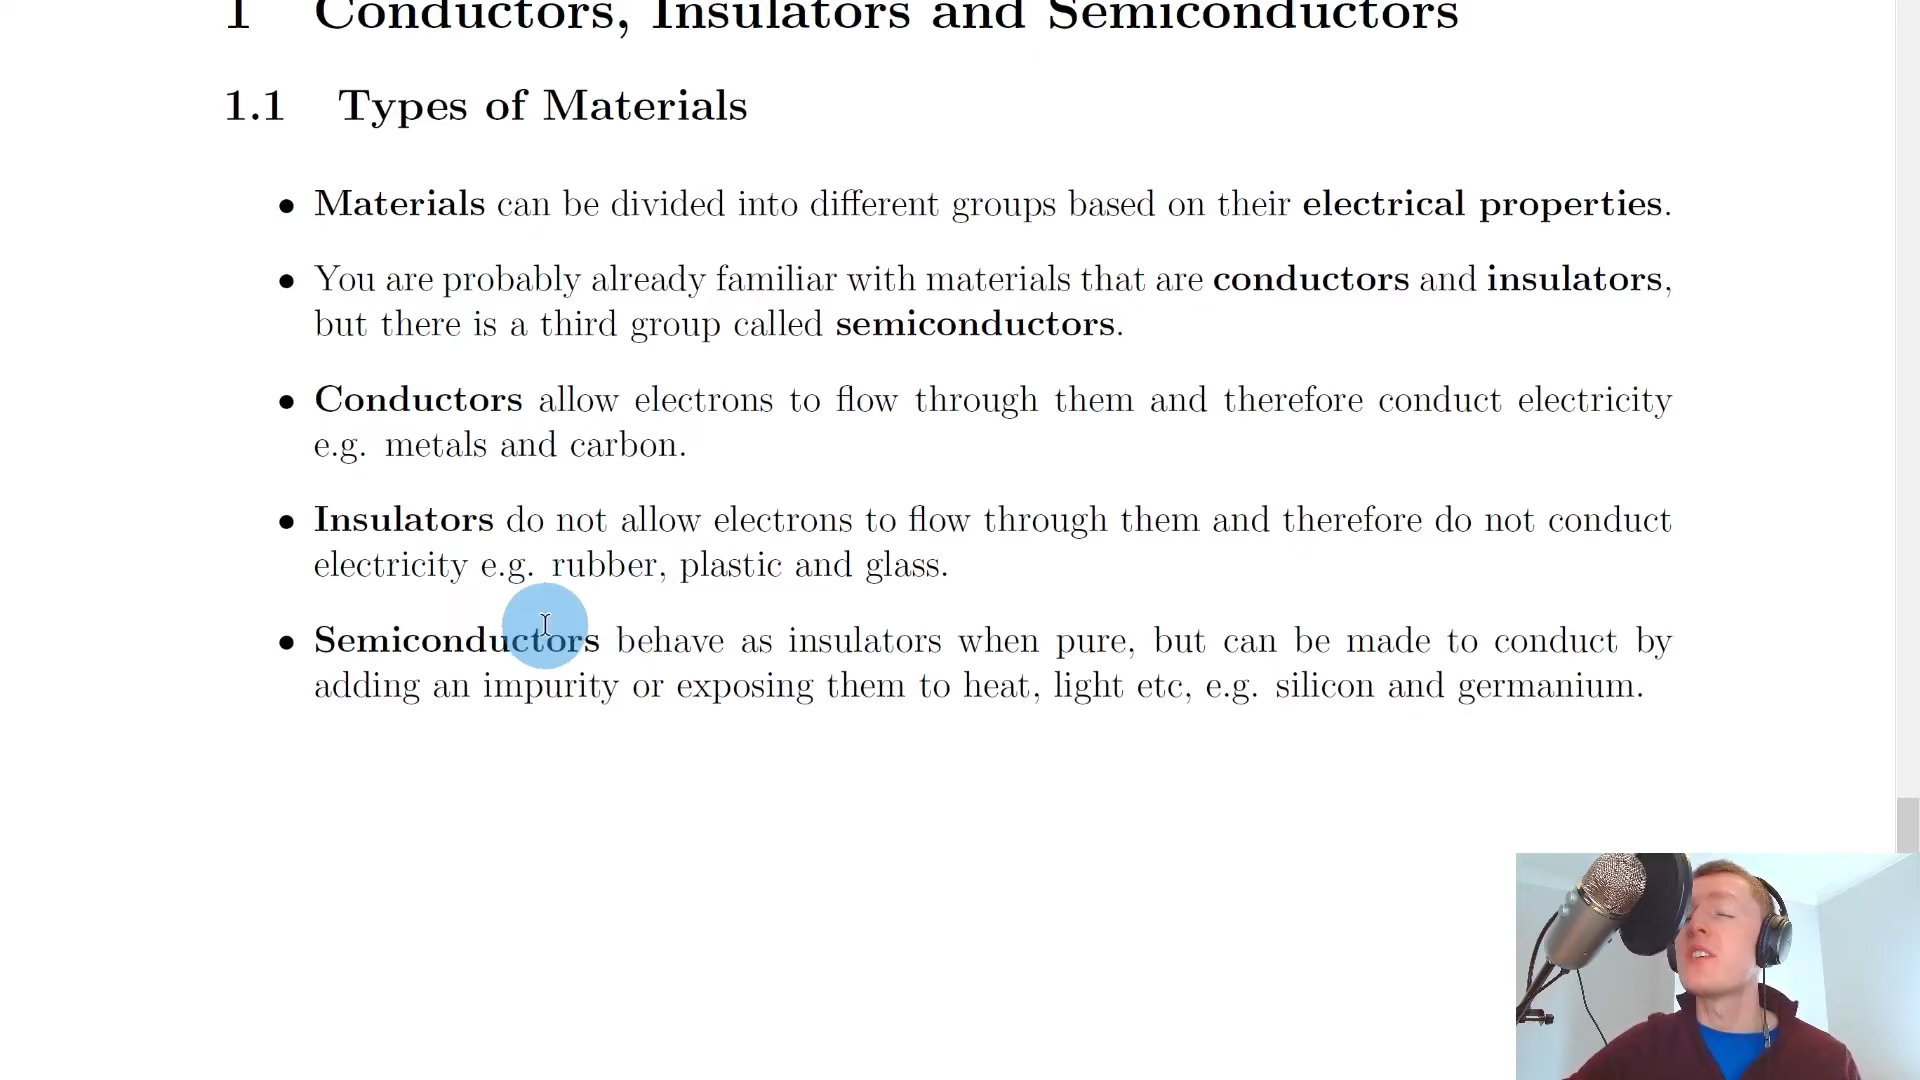 1 Conductors, Insulators and Semiconductors
1.1 Types of Materials
• Materials can be divided into different groups based on their electrical properties.
• You are probably already familiar with materials that are conductors and insulators,
but there is a third group called semiconductors.
• Conductors allow electrons to flow through them and therefore conduct electricity
e.g. metals and carbon.
• Insulators do not allow electrons to flow through them and therefore do not conduct
electricity e.g. rubber, plastic and glass.
• Semiconductors behave as insulators when pure, but can be made to conduct by
adding an impurity or exposing them to heat, light etc, e.g. silicon and germanium.